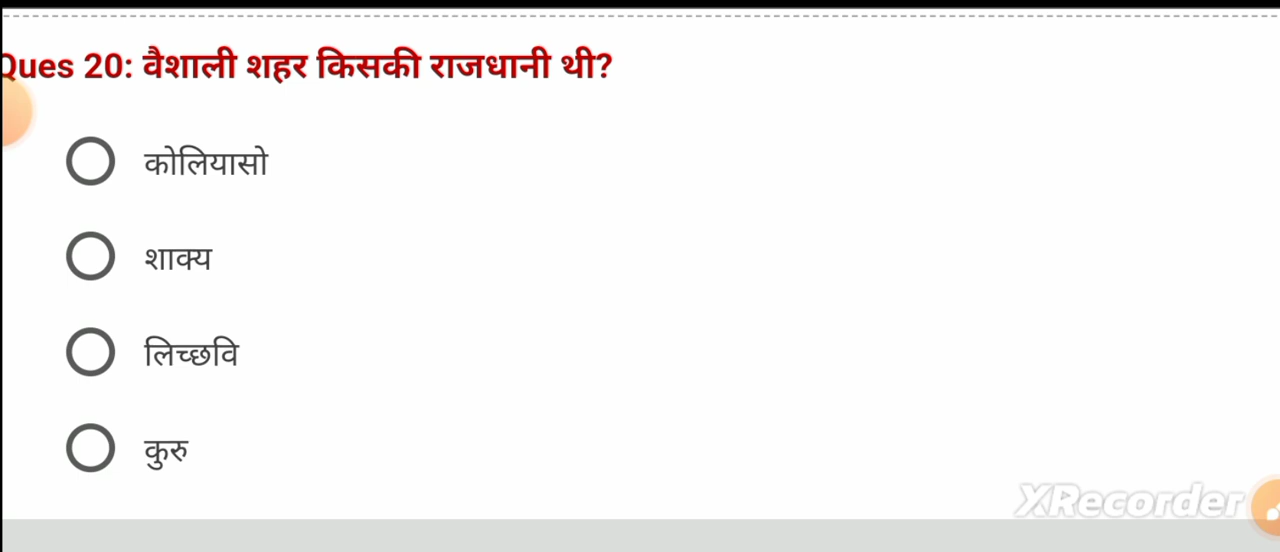 Ques 20: वैशाली शहर किसकी राजधानी थी?
कोलियासो
शाक्य
लिच्छवि
कुरु
XRecorder